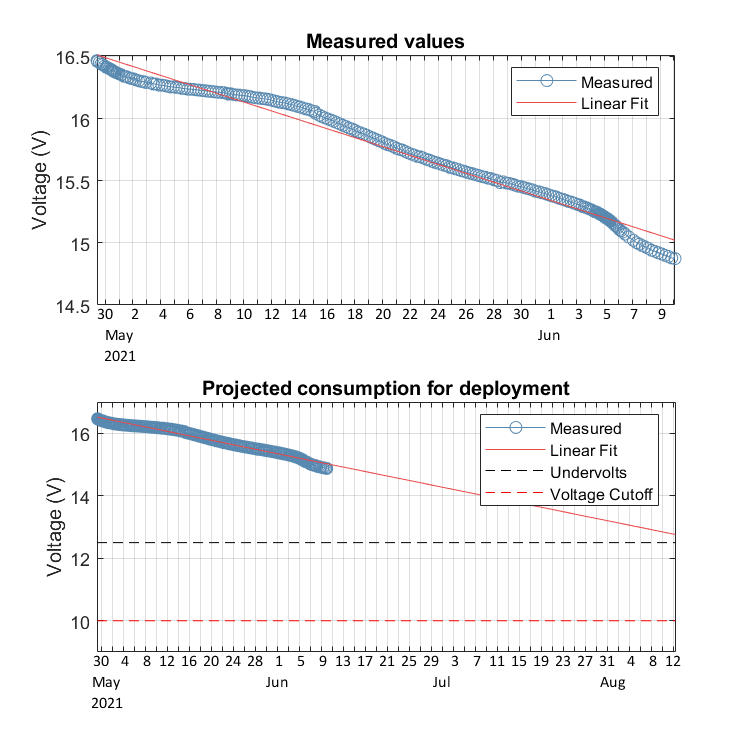 Measured values
Voltage (V)
16.5
16
15.5
15
14.5
Measured
Linear Fit
30 2 4 6 8 10 12 14 16 18 20 22 24 26 28 30 1 3 5 7 9
May Jun
2021
Projected consumption for deployment
Voltage (V)
16
14
12
10
Measured
Linear Fit
Undervolts
Voltage Cutoff
30 4 8 12 16 20 24 28 1 5 9 13 17 21 25 29 3 7 11 15 19 23 27 31 4 8 12
May Jun Jul Aug
2021